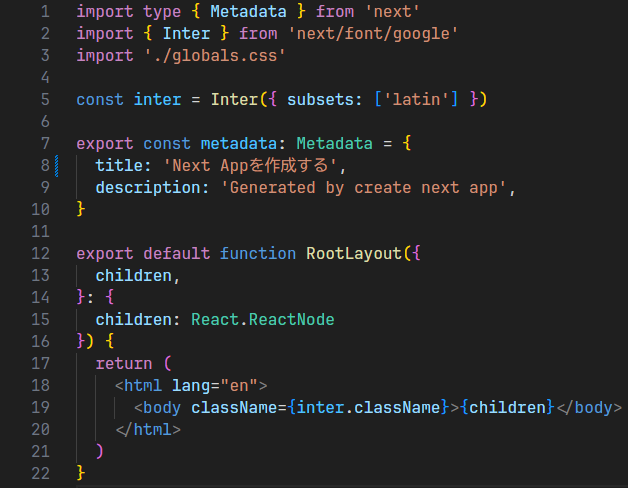 1 import type { Metadata } from 'next'
2 import { Inter } from 'next/font/google'
3 import './globals.css'
4
5 const inter = Inter({ subsets: ['latin'] })
6
7 export const metadata: Metadata = {
8   title: 'Next Appを作成する',
9   description: 'Generated by create next app',
10 }
11
12 export default function RootLayout({
13   children,
14 }: {
15   children: React.ReactNode
16 }) {
17   return (
18     <html lang="en">
19       <body className={inter.className}>{children}</body>
20     </html>
21   )
22 }